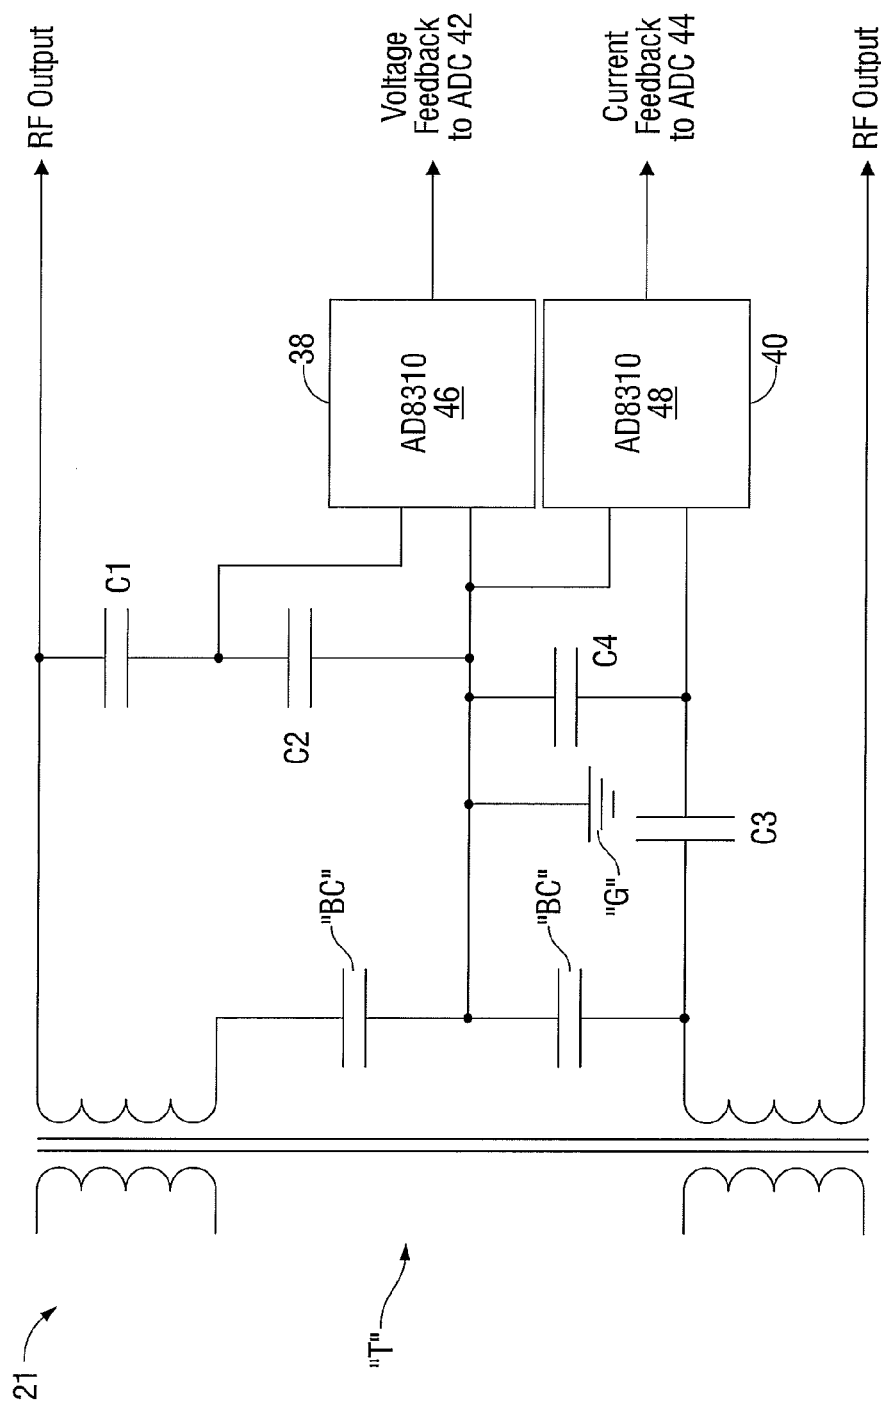 RF Output
Voltage
Feedback
to ADC 42
Current
Feedback
to ADC 44
RF Output
38
AD8310
46
AD8310
48
40
C1
C2
C4
C3
"BC"
"BC"
"G"
"T"
21